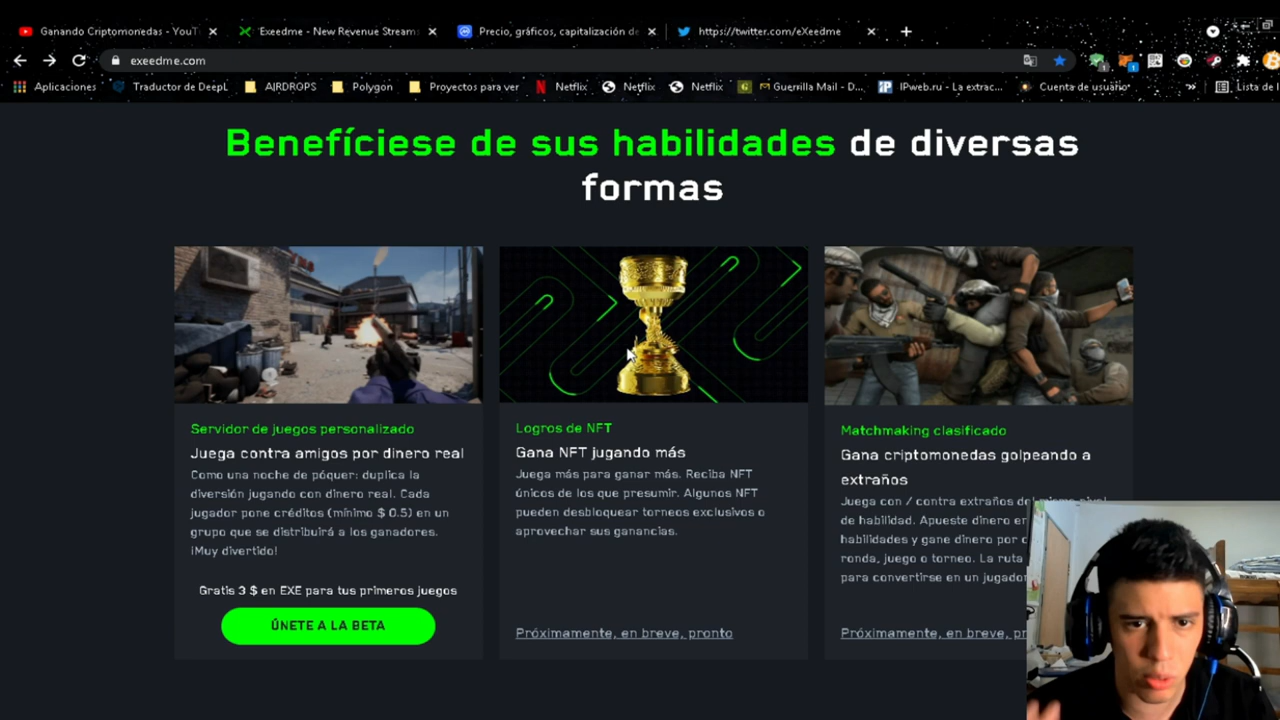 Ganando Criptomonedas - YouT
Exeedme - New Revenue Stream
Precio, gráficos, capitalización de
https://twitter.com/eXeedme
exeedme.com
Aplicaciones
Traductor de DeepL
AIRDROPS
Polygon
Proyectos para ver
Netflix
Netflix
Netflix
Guerrilla Mail - D...
IPweb.ru - La extrac...
Cuenta de usuario
Lista de l
Benefíciese de sus habilidades de diversas
formas
Servidor de juegos personalizado
Juega contra amigos por dinero real
Como una noche de póquer: duplica la
diversión jugando con dinero real. Cada
jugador pone créditos (mínimo $ 0.5) en un
grupo que se distribuirá a los ganadores.
¡Muy divertido!
Gratis 3 $ en EXE para tus primeros juegos
ÚNETE A LA BETA
Logros de NFT
Gana NFT jugando más
Juega más para ganar más. Reciba NFT
únicos de los que presumir. Algunos NFT
pueden desbloquear torneos exclusivos o
aprovechar sus ganancias.
Próximamente, en breve, pronto
Matchmaking clasificado
Gana criptomonedas golpeando a
extraños
Juega con / contra extraños del mismo nivel
de habilidad. Apueste dinero en
habilidades y gane dinero por
ronda, juego o torneo. La ruta
para convertirse en un jugador
Próximamente, en breve, pr